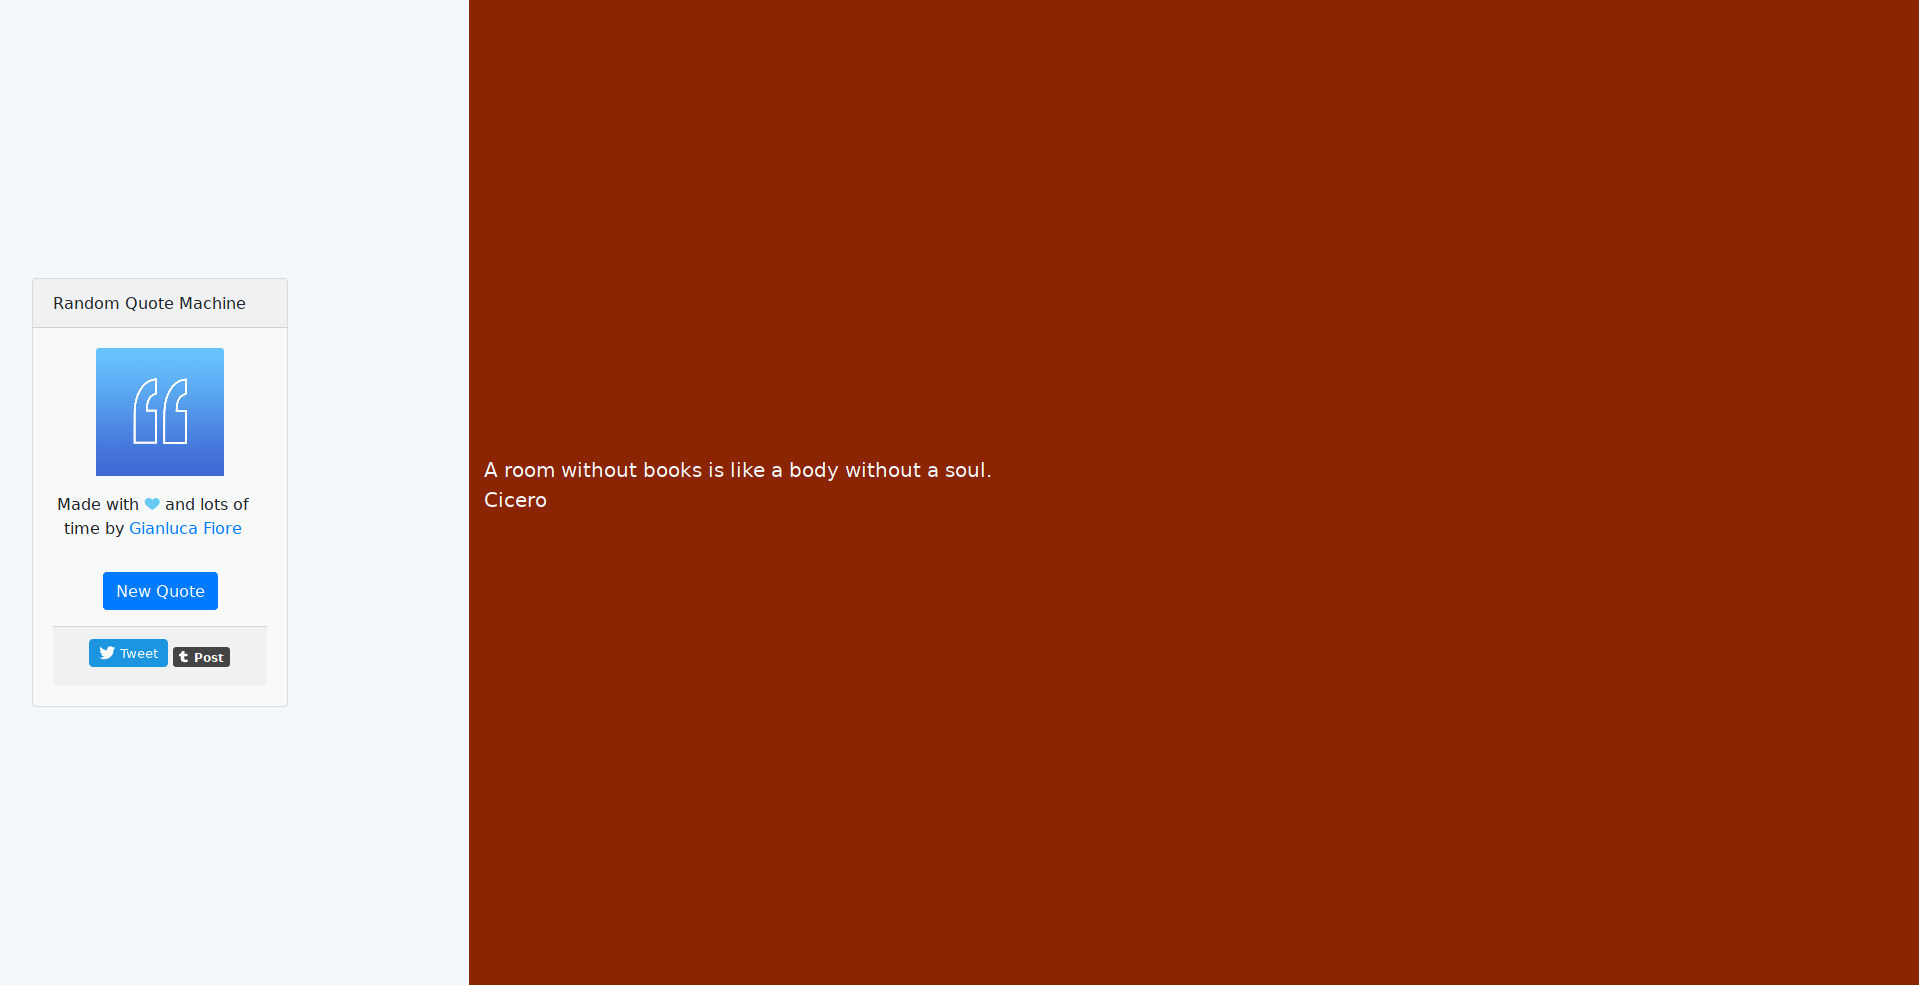 Random Quote Machine
Made with and lots of
time by Gianluca Fiore
New Quote
Tweet
Post
A room without books is like a body without a soul.
Cicero